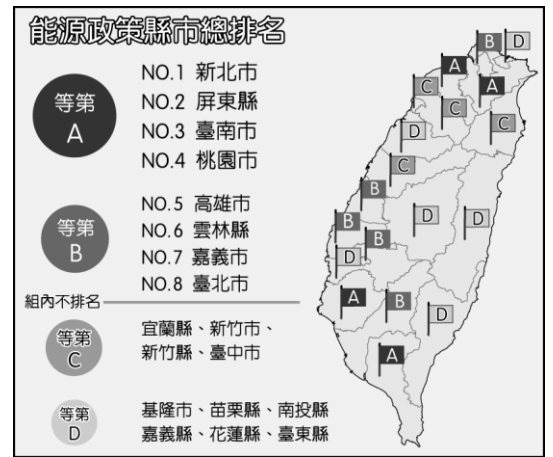 能源政策縣市總排名
等第
A
NO.1 新北市
NO.2 屏東縣
NO.3 臺南市
NO.4 桃園市
等第
B
NO.5 高雄市
NO.6 雲林縣
NO.7 嘉義市
NO.8 臺北市
組內不排名
等第
C
宜蘭縣、新竹市、
新竹縣、臺中市
等第
D
基隆市、苗栗縣、南投縣
嘉義縣、花蓮縣、臺東縣
B
D
A
A
C
C
C
D
C
B
B
D
D
B
D
A
B
D
A